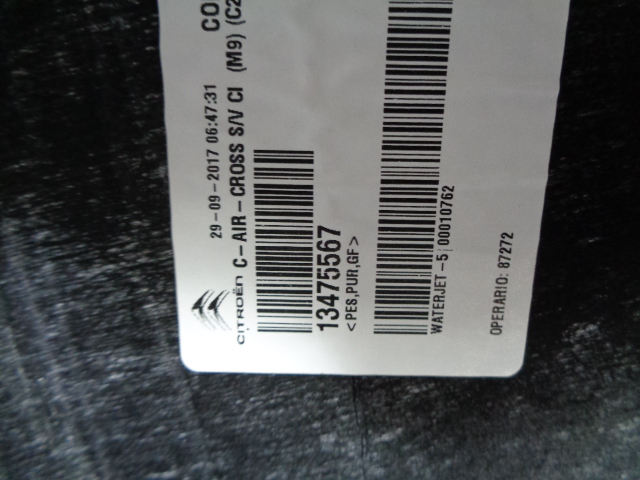 29-09-2017 06:47:31 CO
CITROËN C-AIR-CROSS S/V CI (M9) (C2
13475567
<PES,PUR,GF>
WATERJET-5 00010762
OPERARIO: 87272